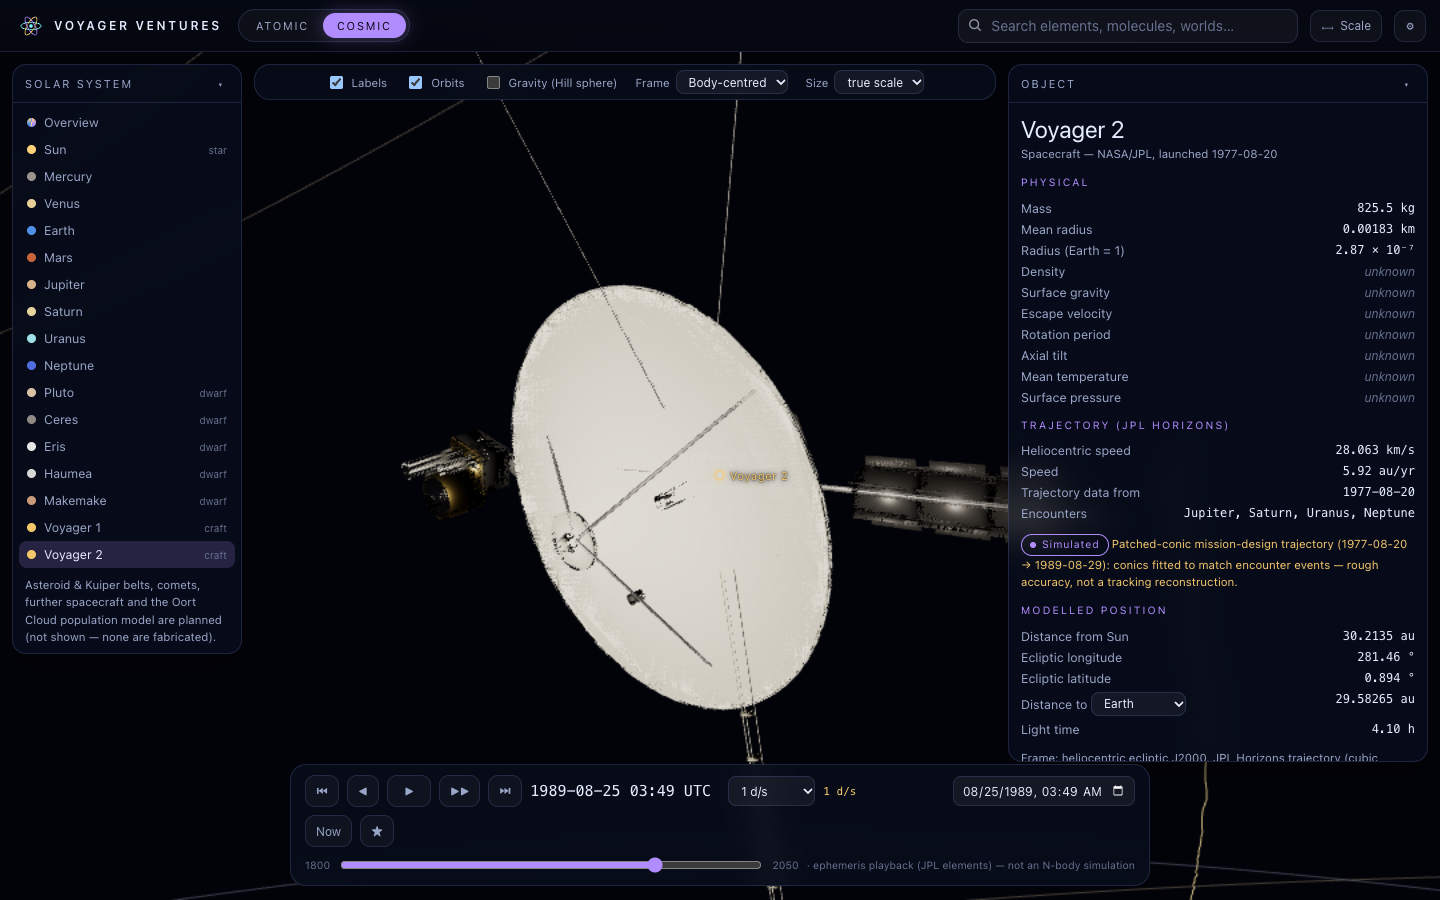 VOYAGER VENTURES
ATOMIC
COSMIC
Search elements, molecules, worlds...
Scale
SOLAR SYSTEM
Overview
Sun star
Mercury
Venus
Earth
Mars
Jupiter
Saturn
Uranus
Neptune
Pluto dwarf
Ceres dwarf
Eris dwarf
Haumea dwarf
Makemake dwarf
Voyager 1 craft
Voyager 2 craft
Asteroid & Kuiper belts, comets,
further spacecraft and the Oort
Cloud population model are planned
(not shown — none are fabricated).
Labels Orbits Gravity (Hill sphere) Frame Body-centred Size true scale
Voyager 2
OBJECT
Voyager 2
Spacecraft — NASA/JPL, launched 1977-08-20
PHYSICAL
Mass 825.5 kg
Mean radius 0.00183 km
Radius (Earth = 1) 2.87 × 10⁻⁷
Density unknown
Surface gravity unknown
Escape velocity unknown
Rotation period unknown
Axial tilt unknown
Mean temperature unknown
Surface pressure unknown
TRAJECTORY (JPL HORIZONS)
Heliocentric speed 28.063 km/s
Speed 5.92 au/yr
Trajectory data from 1977-08-20
Encounters Jupiter, Saturn, Uranus, Neptune
Simulated Patched-conic mission-design trajectory (1977-08-20
→ 1989-08-29): conics fitted to match encounter events — rough
accuracy, not a tracking reconstruction.
MODELLED POSITION
Distance from Sun 30.2135 au
Ecliptic longitude 281.46 °
Ecliptic latitude 0.894 °
Distance to Earth 29.58265 au
Light time 4.10 h
Frame: heliocentric ecliptic J2000. JPL Horizons trajectory (cubic
1989-08-25 03:49 UTC 1 d/s 1 d/s 08/25/1989, 03:49 AM
Now
1800 2050 · ephemeris playback (JPL elements) — not an N-body simulation